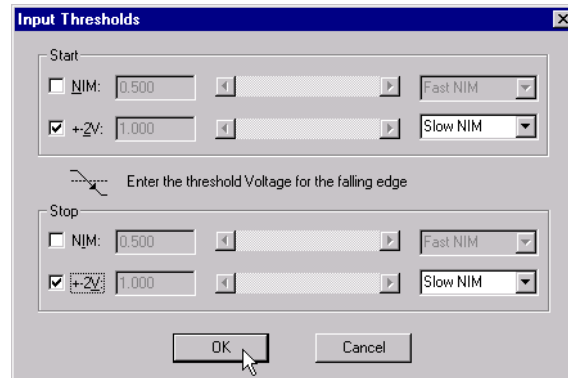 Input Thresholds
Start
NIM: 0.500 Fast NIM
+-2V: 1.000 Slow NIM
Enter the threshold Voltage for the falling edge
Stop
NIM: 0.500 Fast NIM
+-2V: 1.000 Slow NIM
OK Cancel